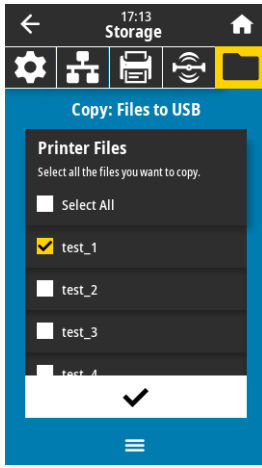 17:13
Storage
Copy: Files to USB
Printer Files
Select all the files you want to copy.
Select All
test_1
test_2
test_3
test_4